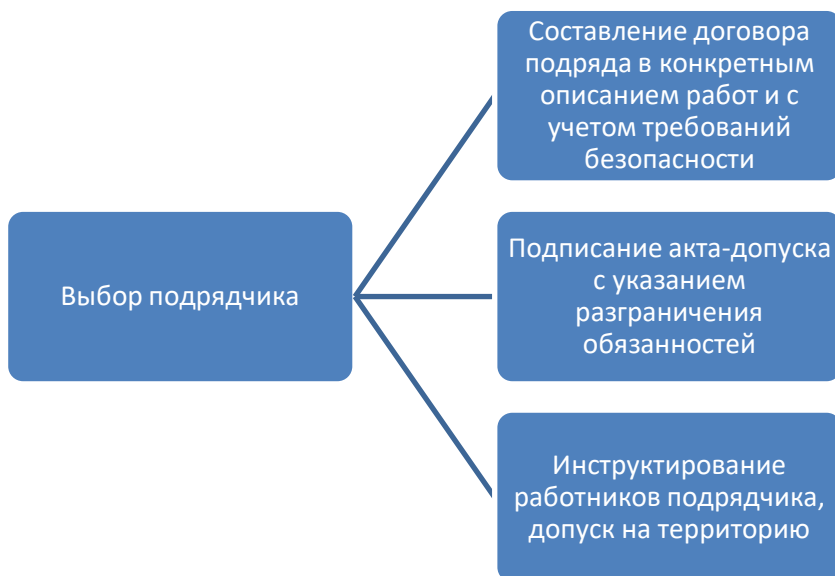 Выбор подрядчика
Составление договора
подряда в конкретным
описанием работ и с
учетом требований
безопасности
Подписание акта-допуска
с указанием
разграничения
обязанностей
Инструктирование
работников подрядчика,
допуск на территорию